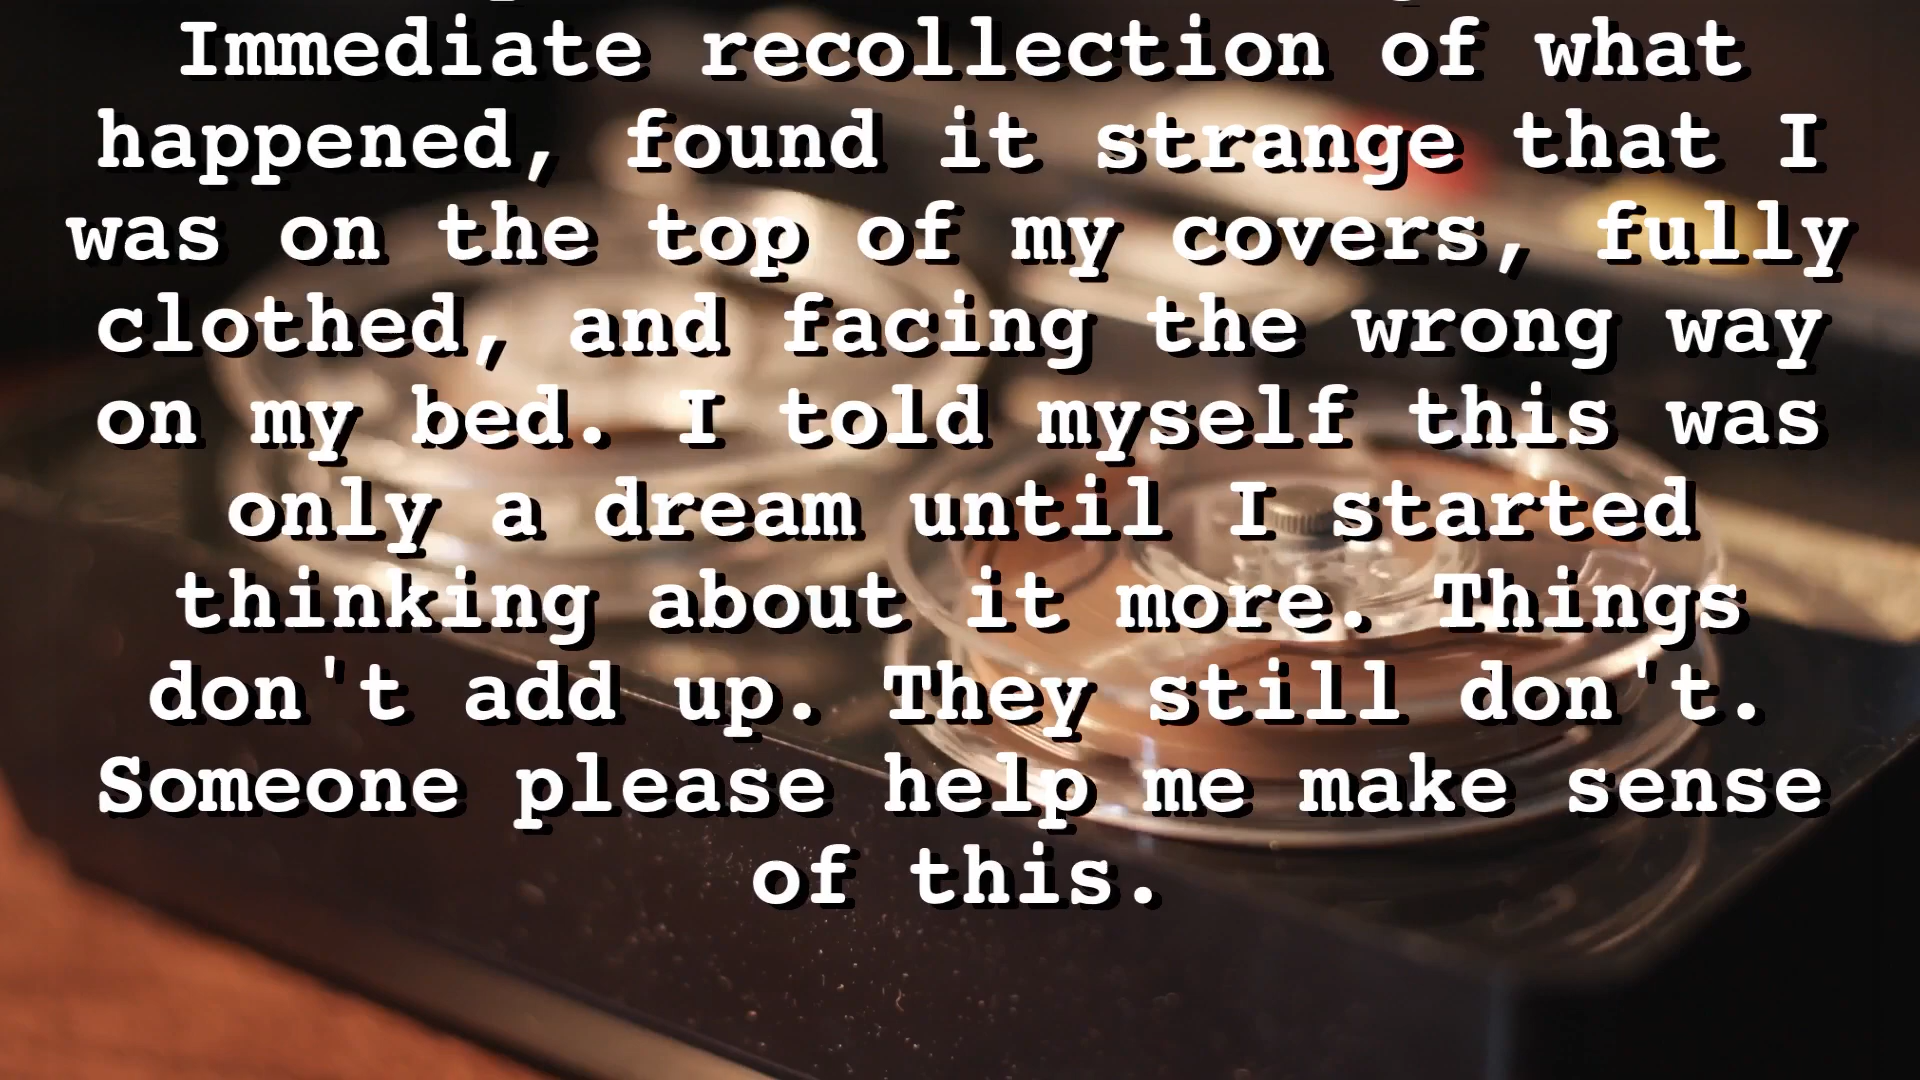 Immediate recollection of what
happened, found it strange that I
was on the top of my covers, fully
clothed, and facing the wrong way
on my bed. I told myself this was
only a dream until I started
thinking about it more. Things
don't add up. They still don't.
Someone please help me make sense
of this.